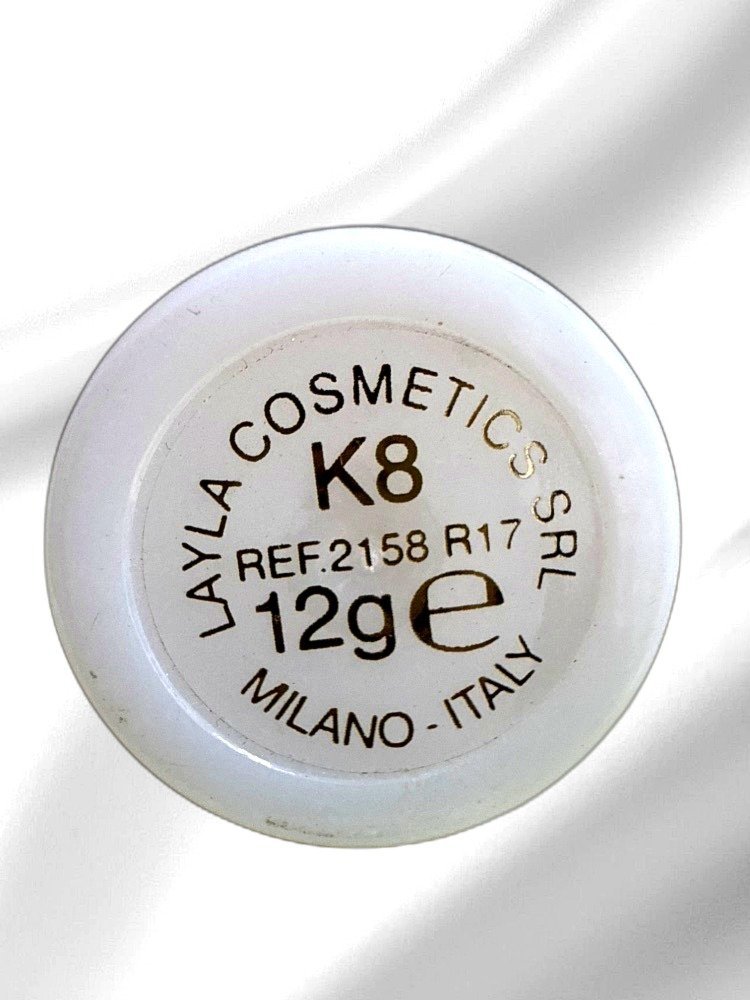 LAYLA COSMETICS SRL
K8
REF.2158 R17
12g℮
MILANO - ITALY